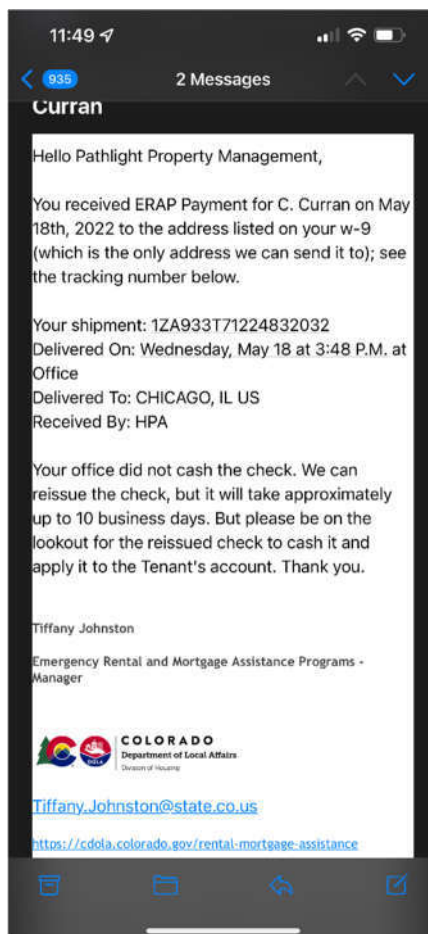 11:49
935
2 Messages
Curran
Hello Pathlight Property Management,
You received ERAP Payment for C. Curran on May
18th, 2022 to the address listed on your w-9
(which is the only address we can send it to); see
the tracking number below.
Your shipment: 1ZA933T71224832032
Delivered On: Wednesday, May 18 at 3:48 P.M. at
Office
Delivered To: CHICAGO, IL US
Received By: HPA
Your office did not cash the check. We can
reissue the check, but it will take approximately
up to 10 business days. But please be on the
lookout for the reissued check to cash it and
apply it to the Tenant's account. Thank you.
Tiffany Johnston
Emergency Rental and Mortgage Assistance Programs -
Manager
COLORADO
Department of Local Affairs
Division of Housing
Tiffany.Johnston@state.co.us
https://cdola.colorado.gov/rental-mortgage-assistance